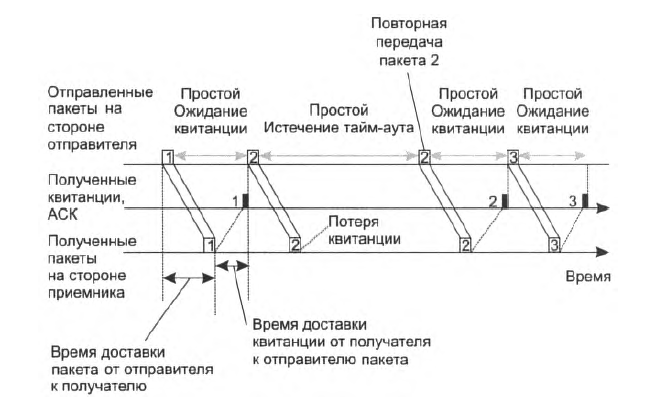 Повторная
передача
пакета 2
Отправленные
пакеты на
стороне
отправителя
Простой
Ожидание
квитанции
Простой
Истечение тайм-аута
Простой
Ожидание
квитанции
Простой
Ожидание
квитанции
1
2
2
3
Полученные
квитанции,
АСК
1
2
3
Потеря
квитанции
Полученные
пакеты
на стороне
приемника
1
2
2
3
Время
Время доставки
квитанции от получателя
к отправителю пакета
Время доставки
пакета от отправителя
к получателю